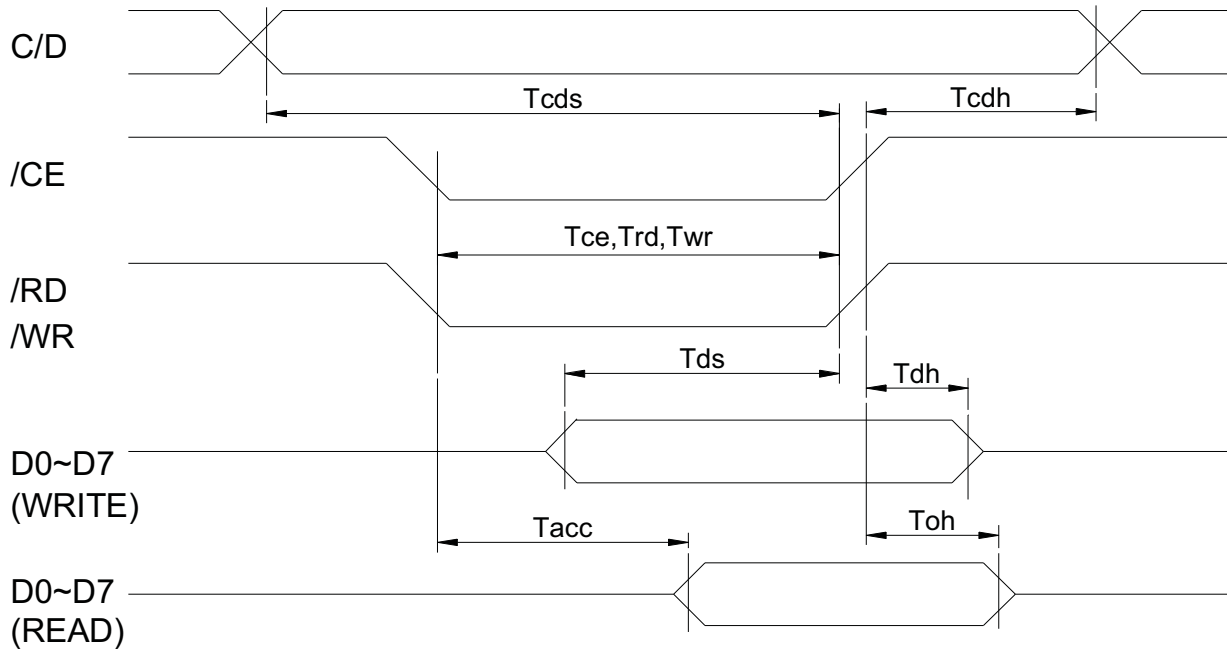 C/D
Tcds
Tcdh
/CE
Tce,Trd,Twr
/RD
/WR
Tds
Tdh
D0~D7
(WRITE)
Tacc
Toh
D0~D7
(READ)